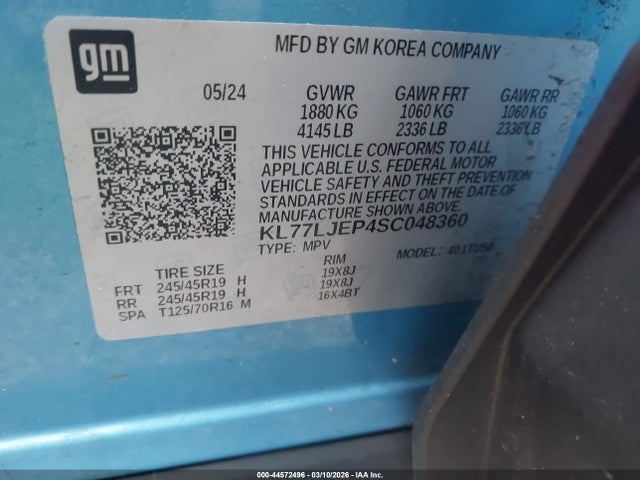 gm
MFD BY GM KOREA COMPANY
05/24 GVWR GAWR FRT GAWR RR
1880 KG 1060 KG 1060 KG
4145 LB 2336 LB 2336 LB
THIS VEHICLE CONFORMS TO ALL
APPLICABLE U.S. FEDERAL MOTOR
VEHICLE SAFETY AND THEFT PREVENTION
STANDARDS IN EFFECT ON THE DATE OF
MANUFACTURE SHOWN ABOVE.
KL77LJEP4SC048360
TYPE: MPV MODEL: 401TUSB
TIRE SIZE RIM
FRT 245/45R19 H 19X8J
RR 245/45R19 H 19X8J
SPA T125/70R16 M 16X4BT
000-44572496 - 03/10/2026 - IAA Inc.